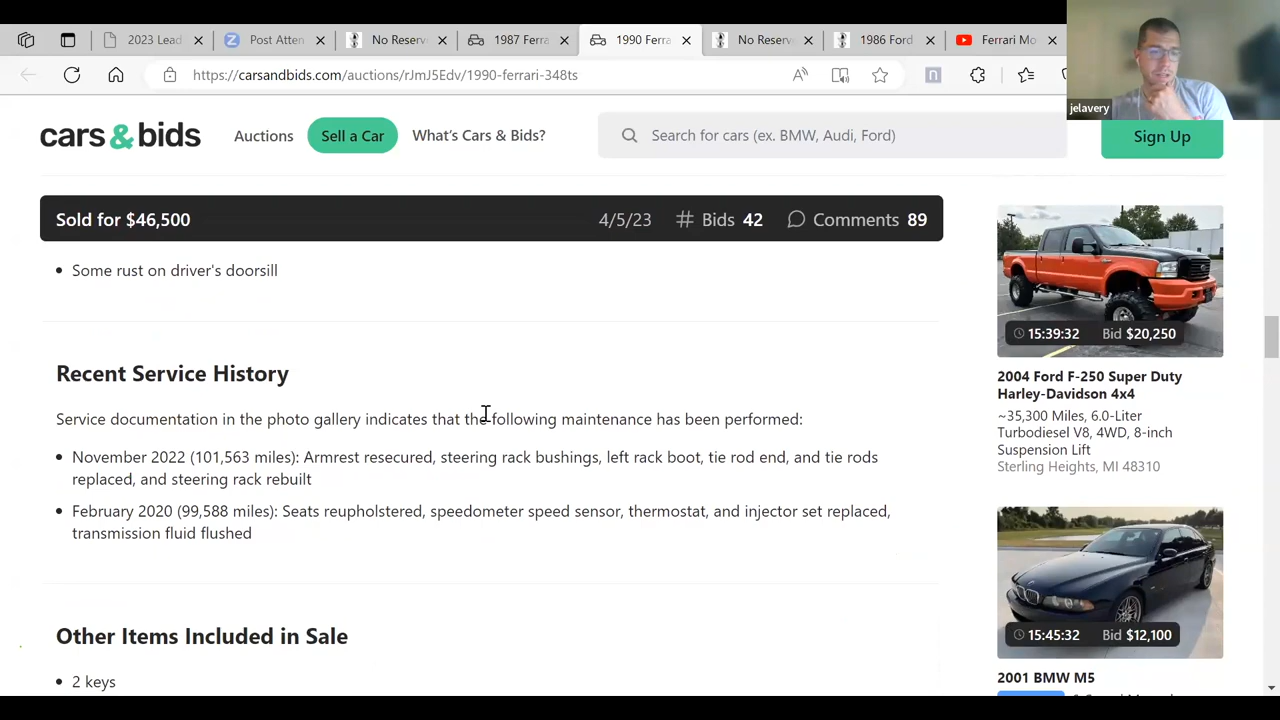 2023 Lead
Post Atten
No Reserv
1987 Ferra
1990 Ferra
No Reserv
1986 Ford
Ferrari Mo
https://carsandbids.com/auctions/rJmJ5Edv/1990-ferrari-348ts
jelavery
cars & bids
Auctions
Sell a Car
What's Cars & Bids?
Search for cars (ex. BMW, Audi, Ford)
Sign Up
Sold for $46,500
4/5/23
# Bids 42
Comments 89
• Some rust on driver's doorsill
Recent Service History
Service documentation in the photo gallery indicates that the following maintenance has been performed:
• November 2022 (101,563 miles): Armrest resecured, steering rack bushings, left rack boot, tie rod end, and tie rods
replaced, and steering rack rebuilt
• February 2020 (99,588 miles): Seats reupholstered, speedometer speed sensor, thermostat, and injector set replaced,
transmission fluid flushed
Other Items Included in Sale
• 2 keys
15:39:32 Bid $20,250
2004 Ford F-250 Super Duty
Harley-Davidson 4x4
~35,300 Miles, 6.0-Liter
Turbodiesel V8, 4WD, 8-inch
Suspension Lift
Sterling Heights, MI 48310
15:45:32 Bid $12,100
2001 BMW M5